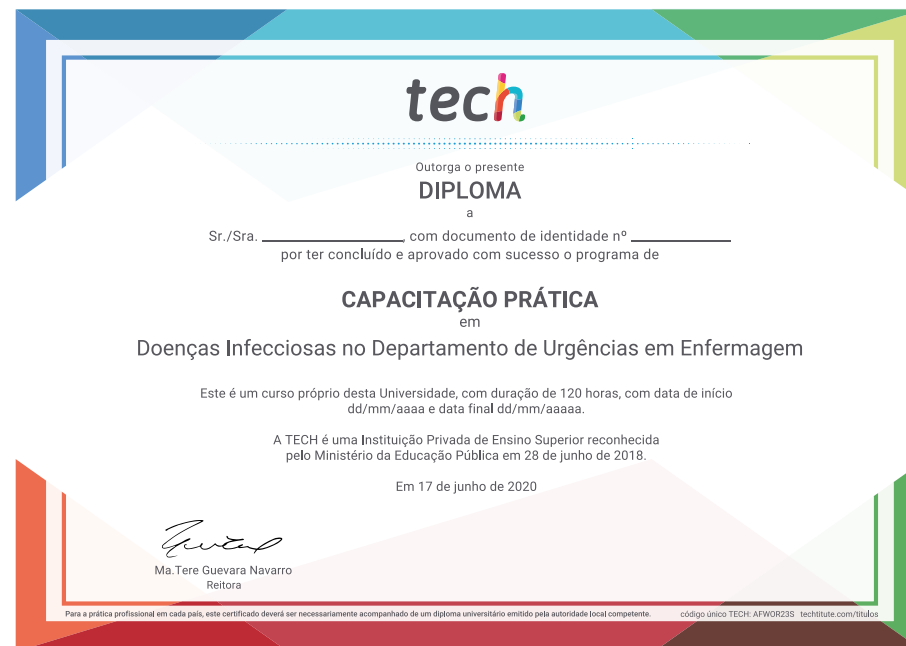 tech
Outorga o presente
DIPLOMA
a
Sr./Sra. ________________, com documento de identidade nº ____________
por ter concluído e aprovado com sucesso o programa de
CAPACITAÇÃO PRÁTICA
em
Doenças Infecciosas no Departamento de Urgências em Enfermagem
Este é um curso próprio desta Universidade, com duração de 120 horas, com data de início
dd/mm/aaaa e data final dd/mm/aaaaa.
A TECH é uma Instituição Privada de Ensino Superior reconhecida
pelo Ministério da Educação Pública em 28 de junho de 2018.
Em 17 de junho de 2020
Ma.Tere Guevara Navarro
Reitora
Para a prática profissional em cada país, este certificado deverá ser necessariamente acompanhado de um diploma universitário emitido pela autoridade local competente. código único TECH: AFWOR23S techtitute.com/titulos